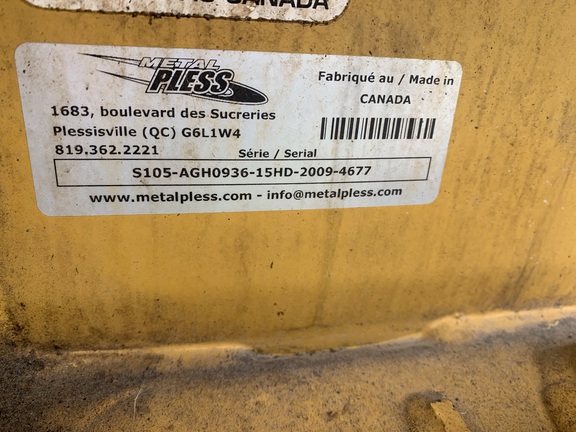 CANADA
METAL
PLESS
Fabriqué au / Made in
CANADA
1683, boulevard des Sucreries
Plessisville (QC) G6L1W4
819.362.2221
Série / Serial
S105-AGH0936-15HD-2009-4677
www.metalpless.com - info@metalpless.com